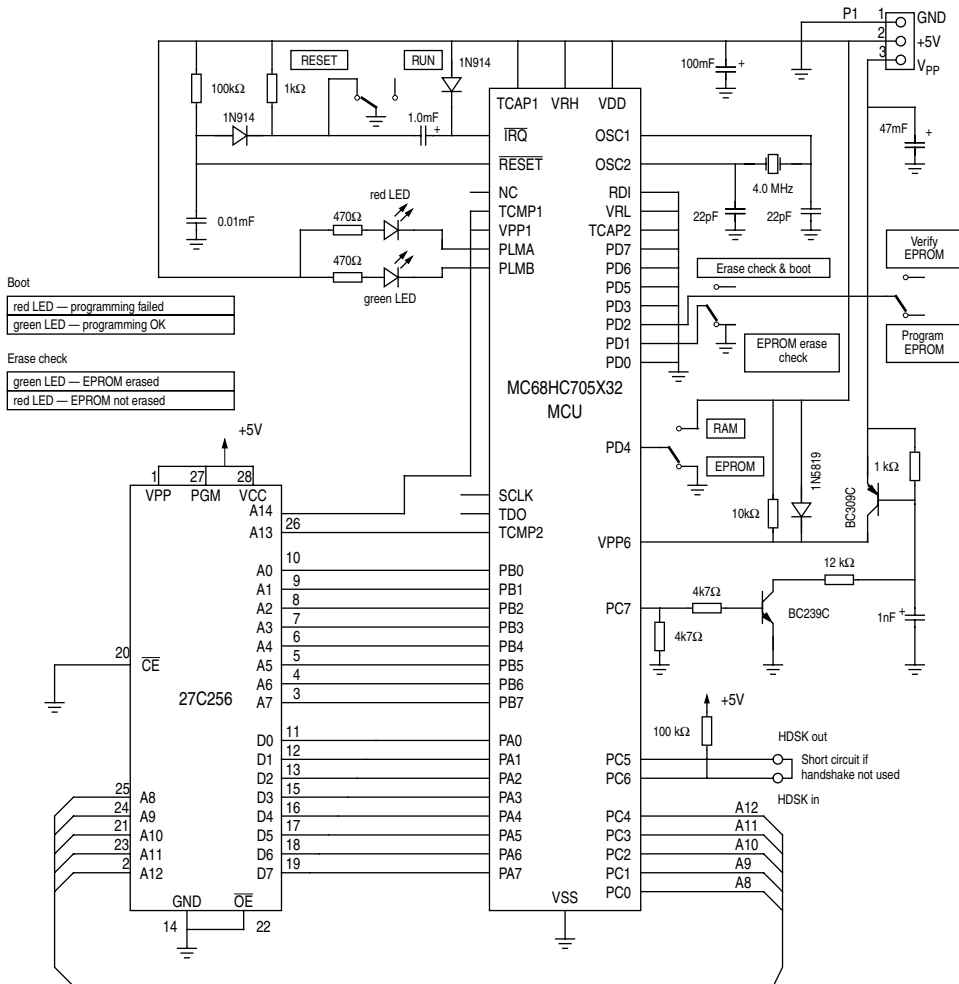 P1
1
GND
2
+5V
3
VPP
RESET
RUN
1N914
100kΩ
1kΩ
100mF
+
TCAP1
VRH
VDD
1N914
1.0mF
+
47mF
+
IRQ
OSC1
RESET
OSC2
4.0 MHz
NC
RDI
red LED
0.01mF
470Ω
TCMP1
VRL
22pF
22pF
VPP1
TCAP2
PLMA
PD7
Verify
EPROM
470Ω
PLMB
PD6
Erase check & boot
green LED
PD5
PD3
Boot
red LED — programming failed
green LED — programming OK
PD2
PD1
PD0
EPROM erase
check
Program
EPROM
Erase check
green LED — EPROM erased
red LED — EPROM not erased
MC68HC705X32
MCU
+5V
RAM
PD4
EPROM
1N5819
1 kΩ
BC309C
1
27
28
VPP
PGM
VCC
A14
SCLK
TDO
10kΩ
A13
26
TCMP2
VPP6
12 kΩ
A0
10
PB0
A1
9
PB1
4k7Ω
A2
8
PB2
PC7
BC239C
1nF
+
A3
7
PB3
4k7Ω
A4
6
PB4
20
CE
A5
5
PB5
A6
4
PB6
27C256
A7
3
PB7
+5V
100 kΩ
D0
11
PA0
HDSK out
D1
12
PA1
PC5
Short circuit if
handshake not used
D2
13
PA2
PC6
HDSK in
25
A8
D3
15
PA3
24
A9
D4
16
PA4
PC4
A12
21
A10
D5
17
PA5
PC3
A11
23
A11
D6
18
PA6
PC2
A10
2
A12
D7
19
PA7
PC1
A9
PC0
A8
GND
OE
VSS
14
22